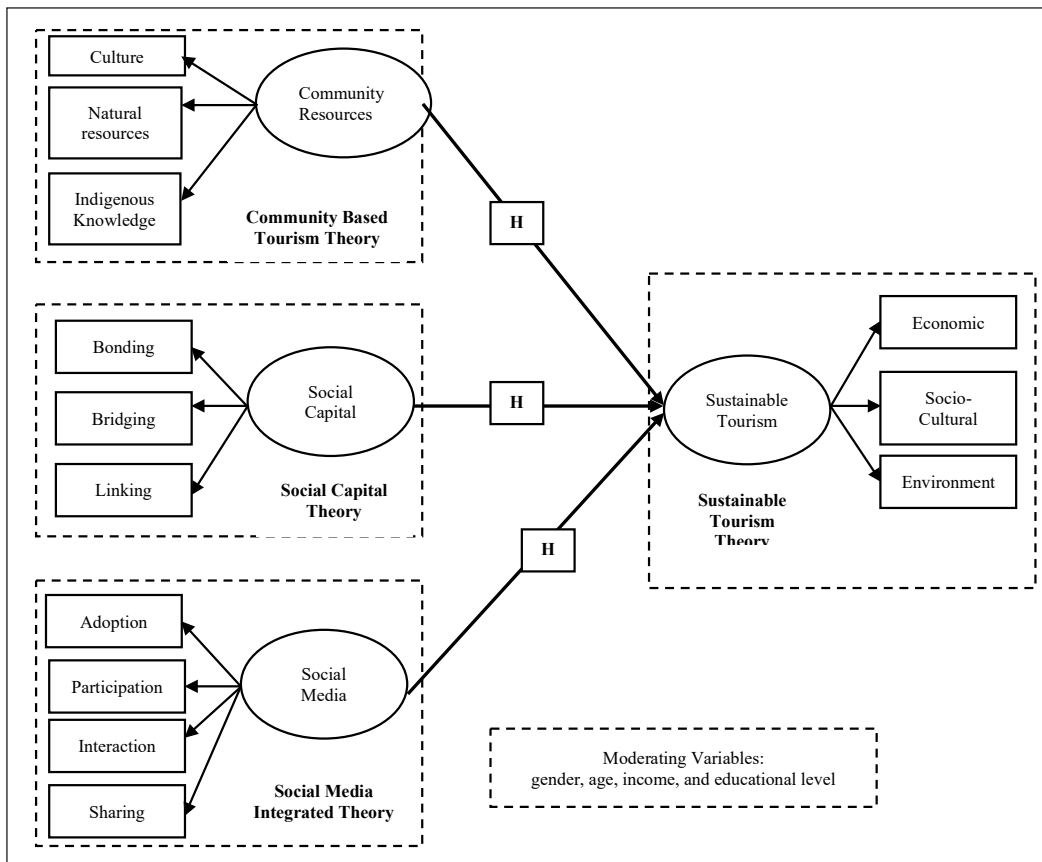 Culture
Natural
resources
Indigenous
Knowledge
Community
Resources
Community Based
Tourism Theory
H
Bonding
Bridging
Linking
Social
Capital
Social Capital
Theory
H
Sustainable
Tourism
Economic
Socio-
Cultural
Environment
Sustainable
Tourism
Theory
H
Adoption
Participation
Interaction
Sharing
Social
Media
Social Media
Integrated Theory
Moderating Variables:
gender, age, income, and educational level